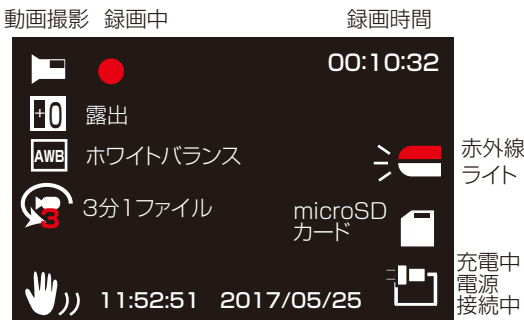 動画撮影 録画中 録画時間
00:10:32
+0 露出
AWB ホワイトバランス
赤外線
ライト
3 3分1ファイル
microSD
カード
充電中
電源
接続中
11:52:51 2017/05/25